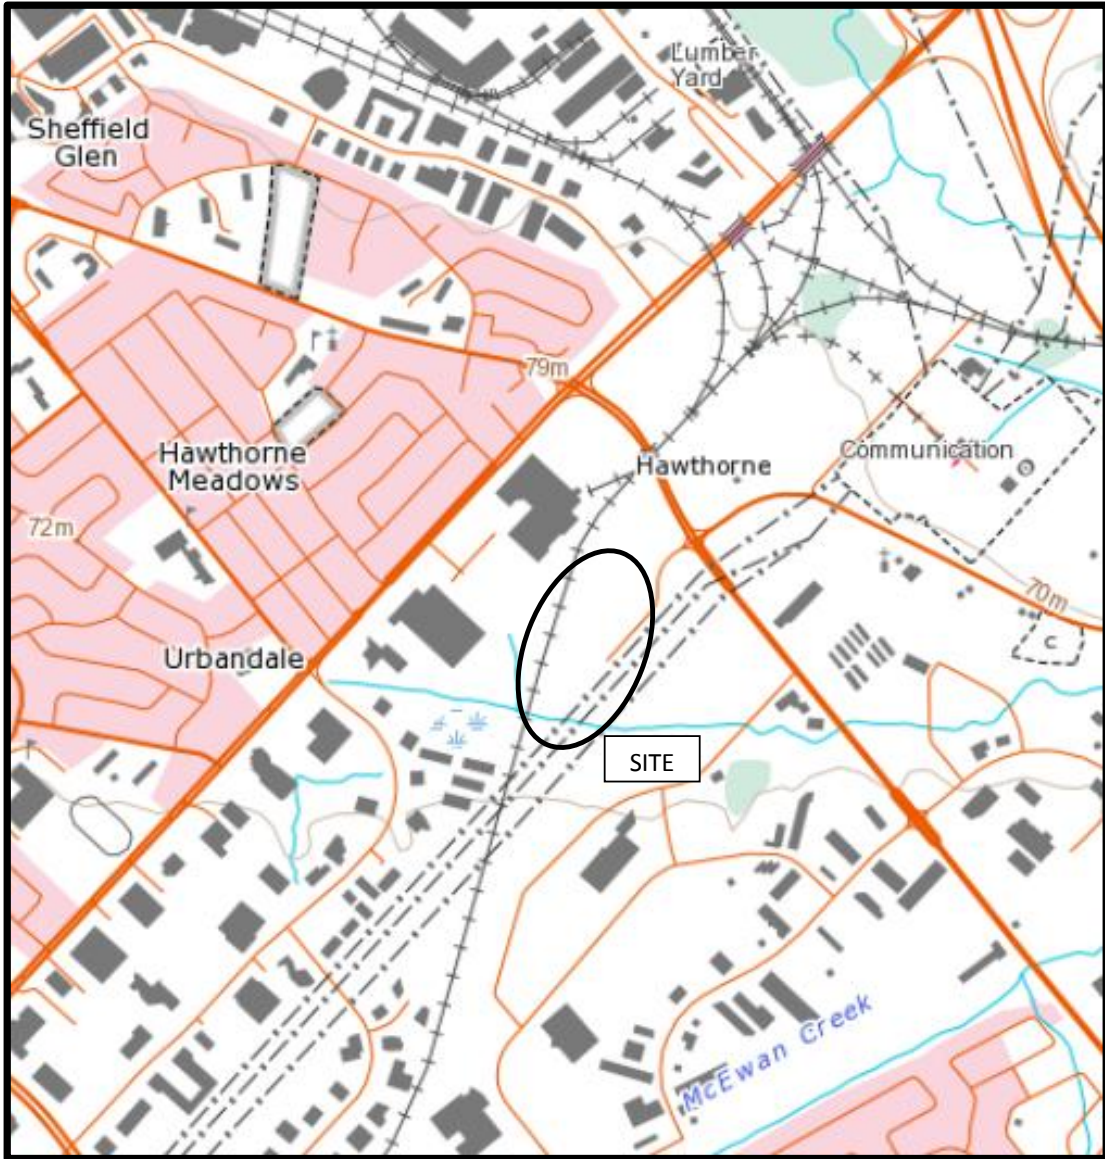 Lumber
Yard
Sheffield
Glen
79m
Hawthorne
Meadows
Hawthorne
Communication
72m
70m
C
Urbandale
SITE
McEwan Creek